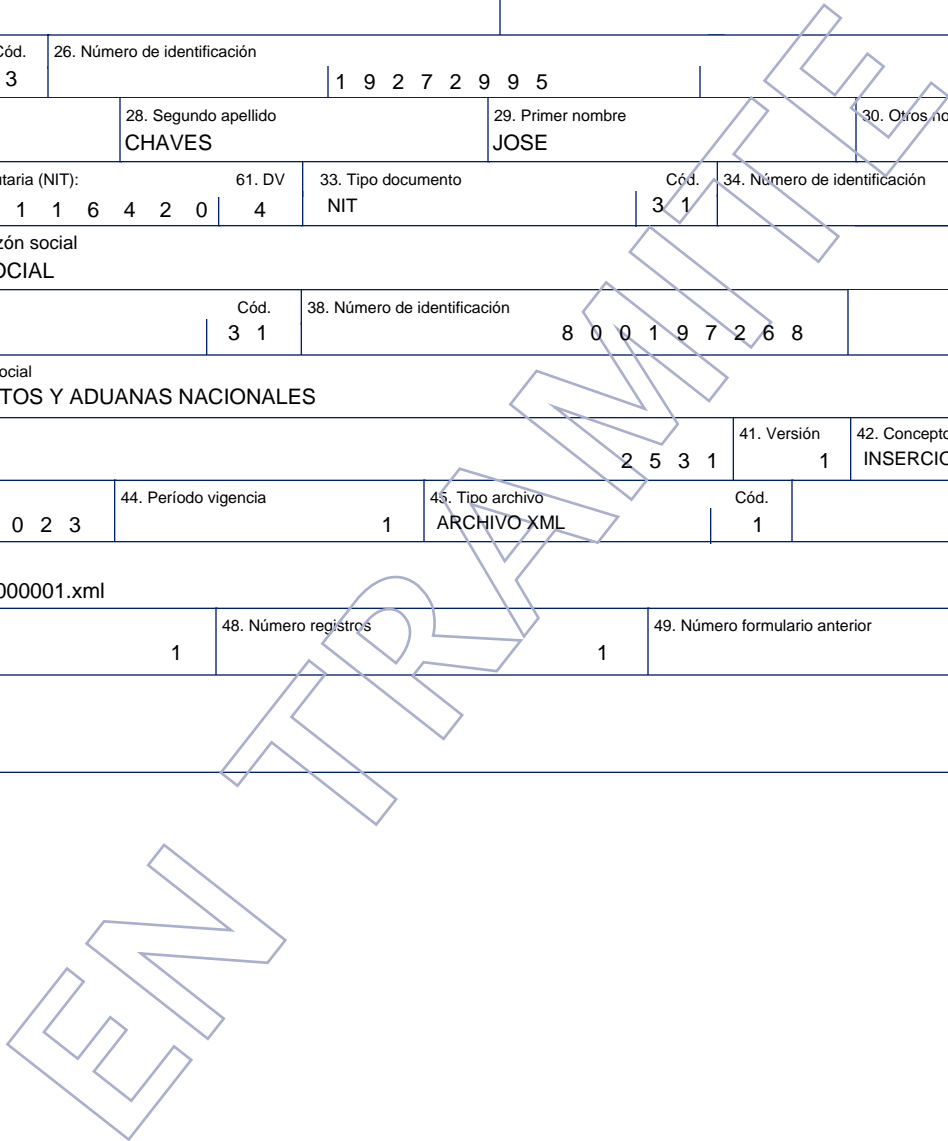 Cód. 26. Número de identificación
3 1 9 2 7 2 9 9 5
28. Segundo apellido 29. Primer nombre 30. Otros no
CHAVES JOSE
utaria (NIT): 61. DV 33. Tipo documento Cód. 34. Número de identificación
1 1 6 4 2 0 4 NIT 3 1
zón social
OCIAL
Cód. 38. Número de identificación
3 1 8 0 0 1 9 7 2 6 8
ocial
TOS Y ADUANAS NACIONALES
41. Versión 42. Concepto
2 5 3 1 1 INSERCIO
44. Período vigencia 45. Tipo archivo Cód.
0 2 3 1 ARCHIVO XML 1
000001.xml
48. Número registros 49. Número formulario anterior
1 1
EN TRAMITE